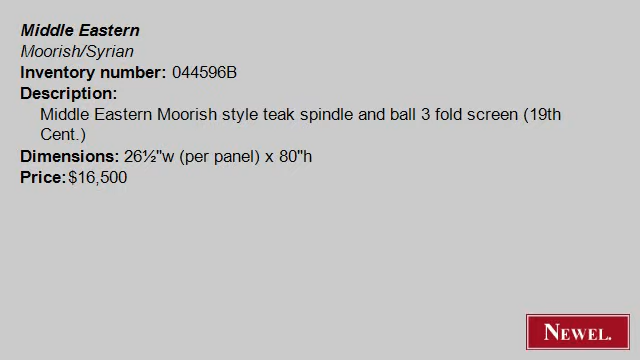 Middle Eastern
Moorish/Syrian
Inventory number: 044596B
Description:
Middle Eastern Moorish style teak spindle and ball 3 fold screen (19th
Cent.)
Dimensions: 26½"w (per panel) x 80"h
Price:$16,500
NEWEL.